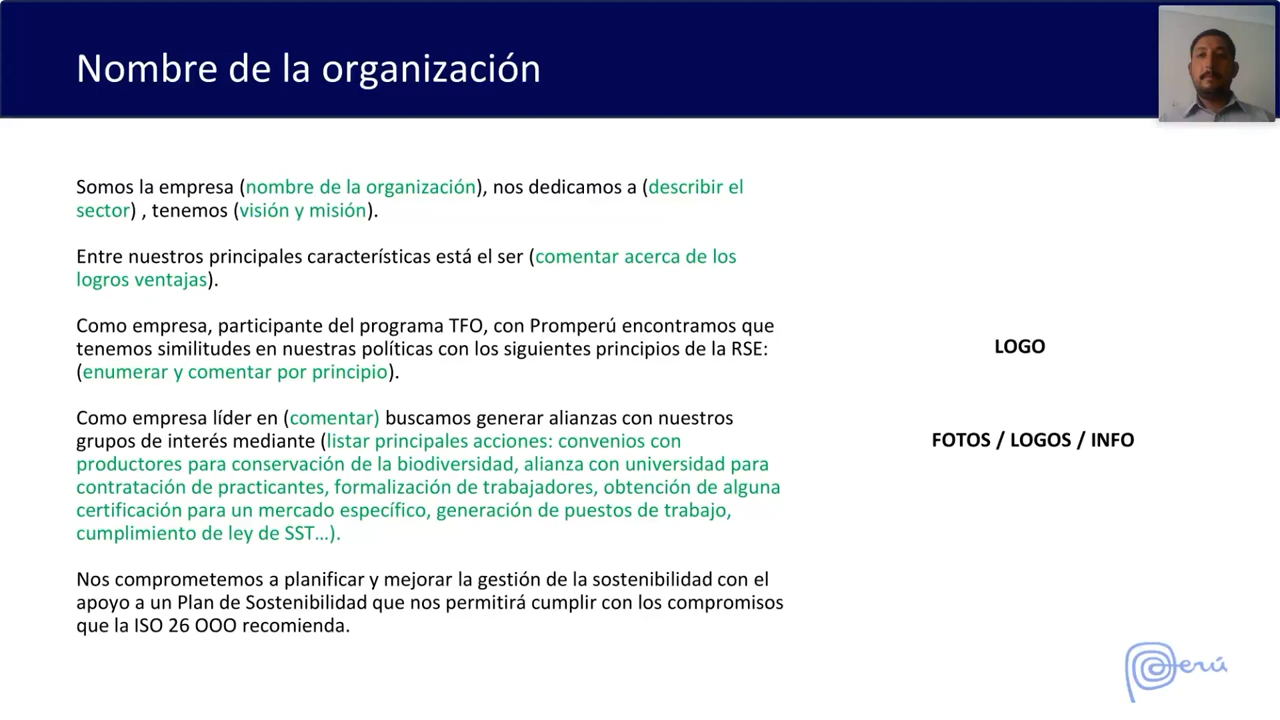 Nombre de la organización
Somos la empresa (nombre de la organización), nos dedicamos a (describir el
sector) , tenemos (visión y misión).
Entre nuestros principales características está el ser (comentar acerca de los
logros ventajas).
Como empresa, participante del programa TFO, con Promperú encontramos que
tenemos similitudes en nuestras políticas con los siguientes principios de la RSE:
(enumerar y comentar por principio).
Como empresa líder en (comentar) buscamos generar alianzas con nuestros
grupos de interés mediante (listar principales acciones: convenios con
productores para conservación de la biodiversidad, alianza con universidad para
contratación de practicantes, formalización de trabajadores, obtención de alguna
certificación para un mercado específico, generación de puestos de trabajo,
cumplimiento de ley de SST...).
Nos comprometemos a planificar y mejorar la gestión de la sostenibilidad con el
apoyo a un Plan de Sostenibilidad que nos permitirá cumplir con los compromisos
que la ISO 26 OOO recomienda.
LOGO
FOTOS / LOGOS / INFO
Perú